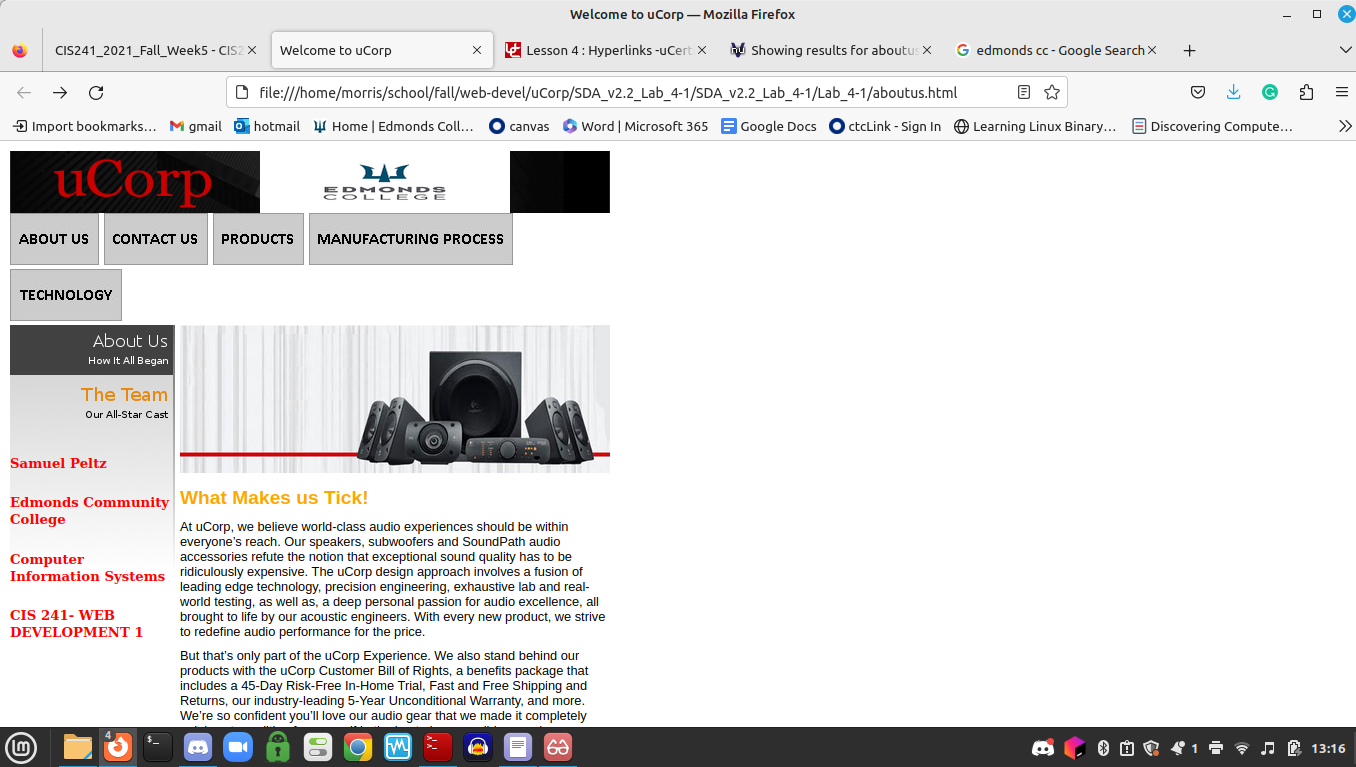 Welcome to uCorp — Mozilla Firefox
CIS241_2021_Fall_Week5 - CIS2
Welcome to uCorp
Lesson 4 : Hyperlinks -uCert
Showing results for aboutus
edmonds cc - Google Search
file:///home/morris/school/fall/web-devel/uCorp/SDA_v2.2_Lab_4-1/SDA_v2.2_Lab_4-1/Lab_4-1/aboutus.html
Import bookmarks…
gmail
hotmail
Home | Edmonds Coll…
canvas
Word | Microsoft 365
Google Docs
ctcLink - Sign In
Learning Linux Binary…
Discovering Compute…
uCorp
EDMONDS
COLLEGE
ABOUT US
CONTACT US
PRODUCTS
MANUFACTURING PROCESS
TECHNOLOGY
About Us
How It All Began
The Team
Our All-Star Cast
Samuel Peltz
Edmonds Community
College
Computer
Information Systems
CIS 241- WEB
DEVELOPMENT 1
What Makes us Tick!
At uCorp, we believe world-class audio experiences should be within
everyone’s reach. Our speakers, subwoofers and SoundPath audio
accessories refute the notion that exceptional sound quality has to be
ridiculously expensive. The uCorp design approach involves a fusion of
leading edge technology, precision engineering, exhaustive lab and real-
world testing, as well as, a deep personal passion for audio excellence, all
brought to life by our acoustic engineers. With every new product, we strive
to redefine audio performance for the price.
But that’s only part of the uCorp Experience. We also stand behind our
products with the uCorp Customer Bill of Rights, a benefits package that
includes a 45-Day Risk-Free In-Home Trial, Fast and Free Shipping and
Returns, our industry-leading 5-Year Unconditional Warranty, and more.
We’re so confident you’ll love our audio gear that we made it completely
4
1
13:16